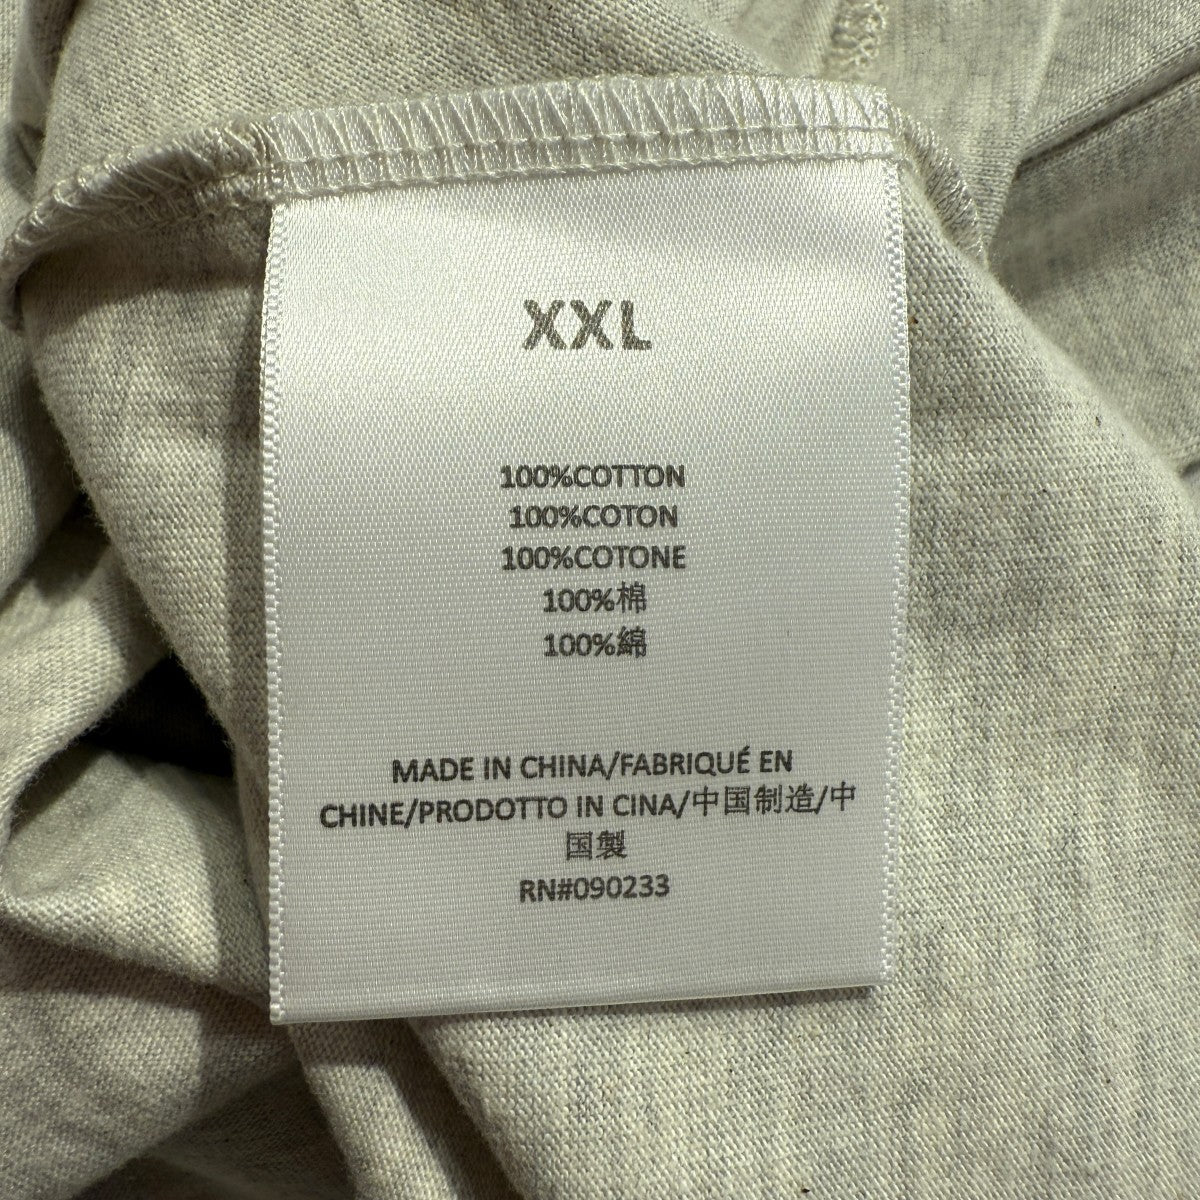 XXL
100%COTTON
100%COTON
100%COTONE
100%棉
100%綿
MADE IN CHINA/FABRIQUÉ EN
CHINE/PRODOTTO IN CINA/中国制造/中
国製
RN#090233